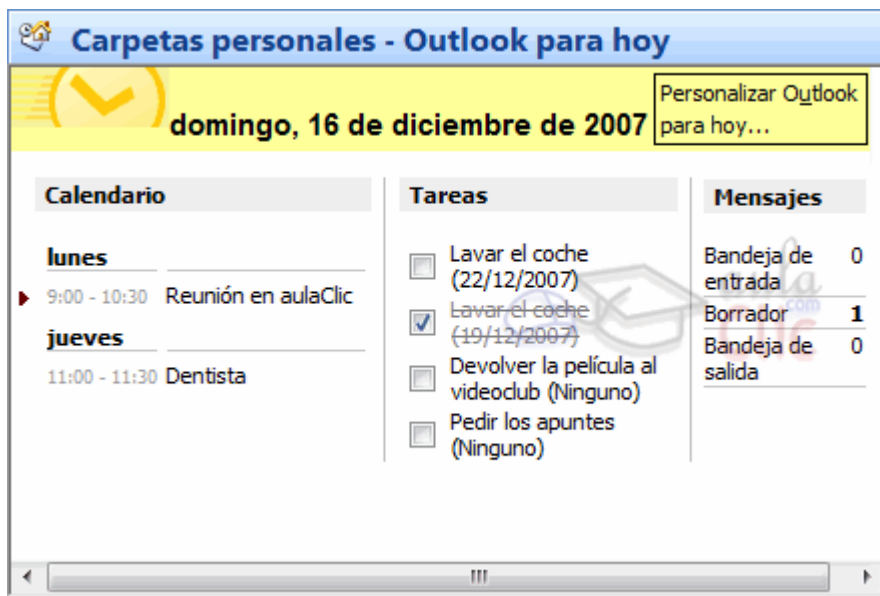 Carpetas personales - Outlook para hoy
domingo, 16 de diciembre de 2007
Personalizar Outlook
para hoy...
Calendario
lunes
9:00 - 10:30 Reunión en aulaClic
jueves
11:00 - 11:30 Dentista
Tareas
Lavar el coche
(22/12/2007)
Lavar el coche
(19/12/2007)
Devolver la película al
videoclub (Ninguno)
Pedir los apuntes
(Ninguno)
Mensajes
Bandeja de 0
entrada
Borrador 1
Bandeja de 0
salida
aula
Clic
.com